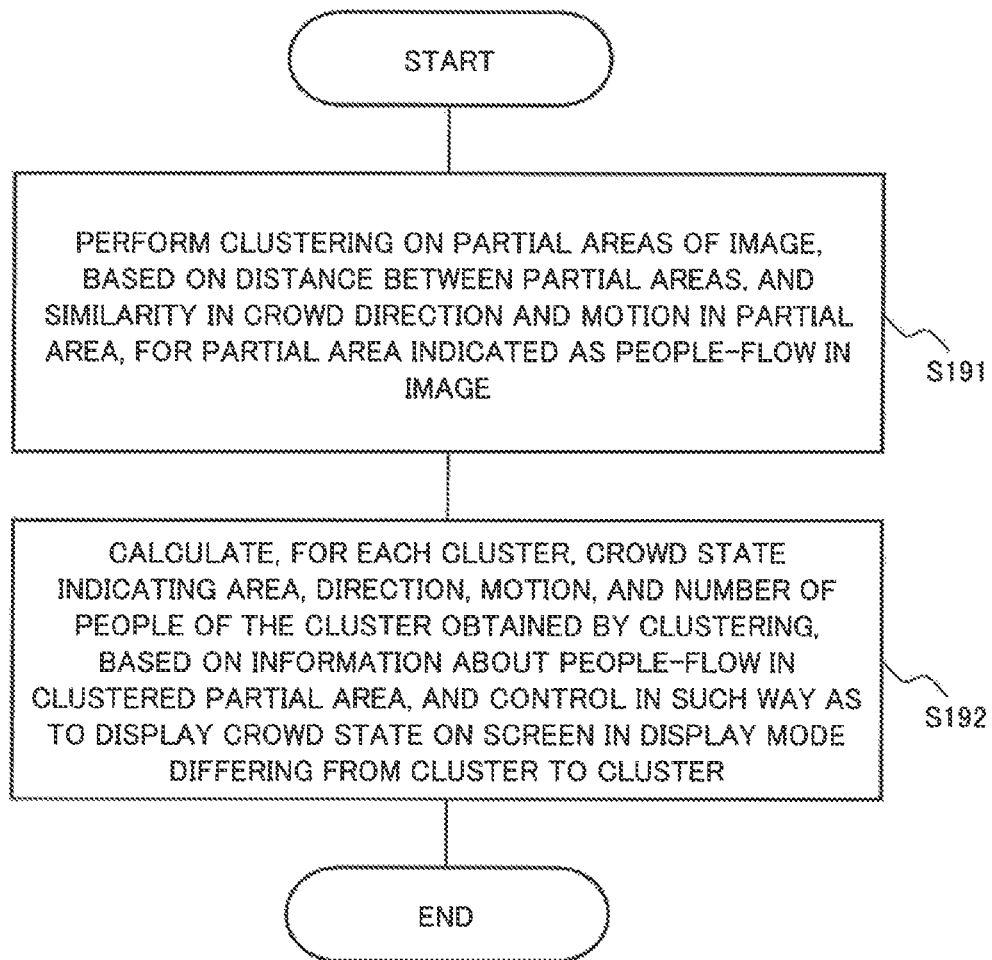 START
PERFORM CLUSTERING ON PARTIAL AREAS OF IMAGE,
BASED ON DISTANCE BETWEEN PARTIAL AREAS, AND
SIMILARITY IN CROWD DIRECTION AND MOTION IN PARTIAL
AREA, FOR PARTIAL AREA INDICATED AS PEOPLE-FLOW IN
IMAGE
S191
CALCULATE, FOR EACH CLUSTER, CROWD STATE
INDICATING AREA, DIRECTION, MOTION, AND NUMBER OF
PEOPLE OF THE CLUSTER OBTAINED BY CLUSTERING,
BASED ON INFORMATION ABOUT PEOPLE-FLOW IN
CLUSTERED PARTIAL AREA, AND CONTROL IN SUCH WAY AS
TO DISPLAY CROWD STATE ON SCREEN IN DISPLAY MODE
DIFFERING FROM CLUSTER TO CLUSTER
S192
END